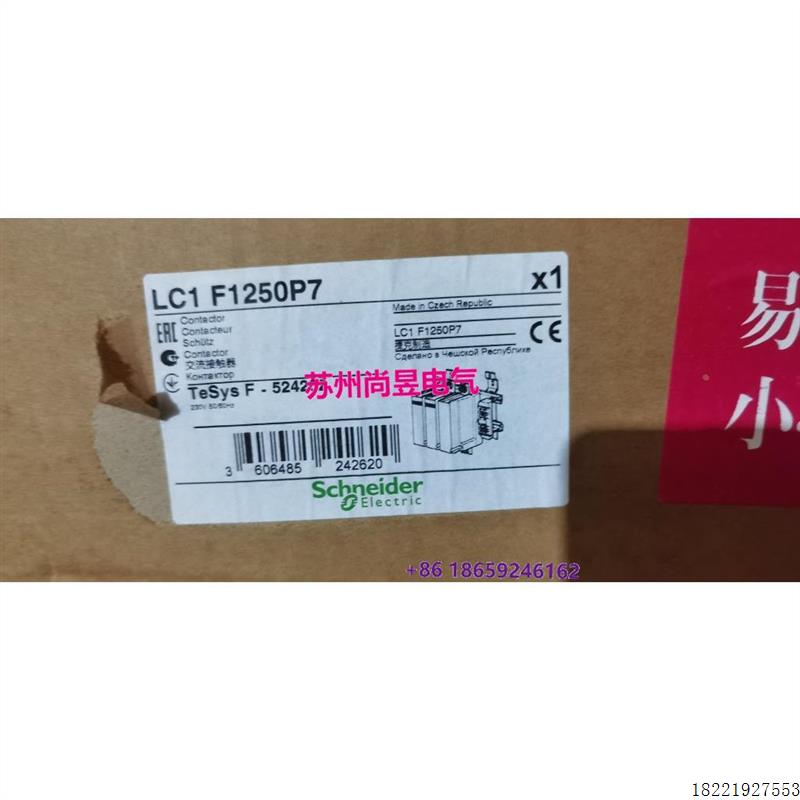 LC1 F1250P7
x1
Contactor
Contacteur
Schütz
Contactor
交流接触器
Контактор
Made in Czech Republic
LC1 F1250P7
捷克制造
Сделано в Чешской Республике
CE
EAC
TeSys F - 5242
230V 50/60Hz
苏州尚昱电气
3 606485 242620
Schneider
Electric
易
小
+86 18659246162
18221927553